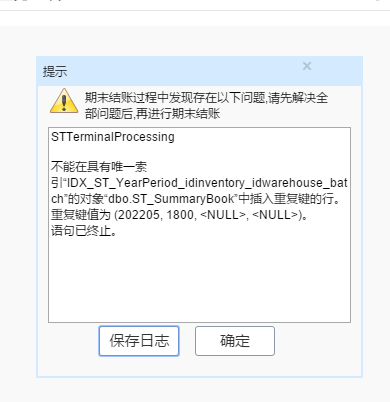 提示
期末结账过程中发现存在以下问题,请先解决全
部问题后,再进行期末结账
STTerminalProcessing
不能在具有唯一索
引“IDX_ST_YearPeriod_idinventory_idwarehouse_bat
ch”的对象“dbo.ST_SummaryBook”中插入重复键的行。
重复键值为 (202205, 1800, <NULL>, <NULL>)。
语句已终止。
保存日志
确定